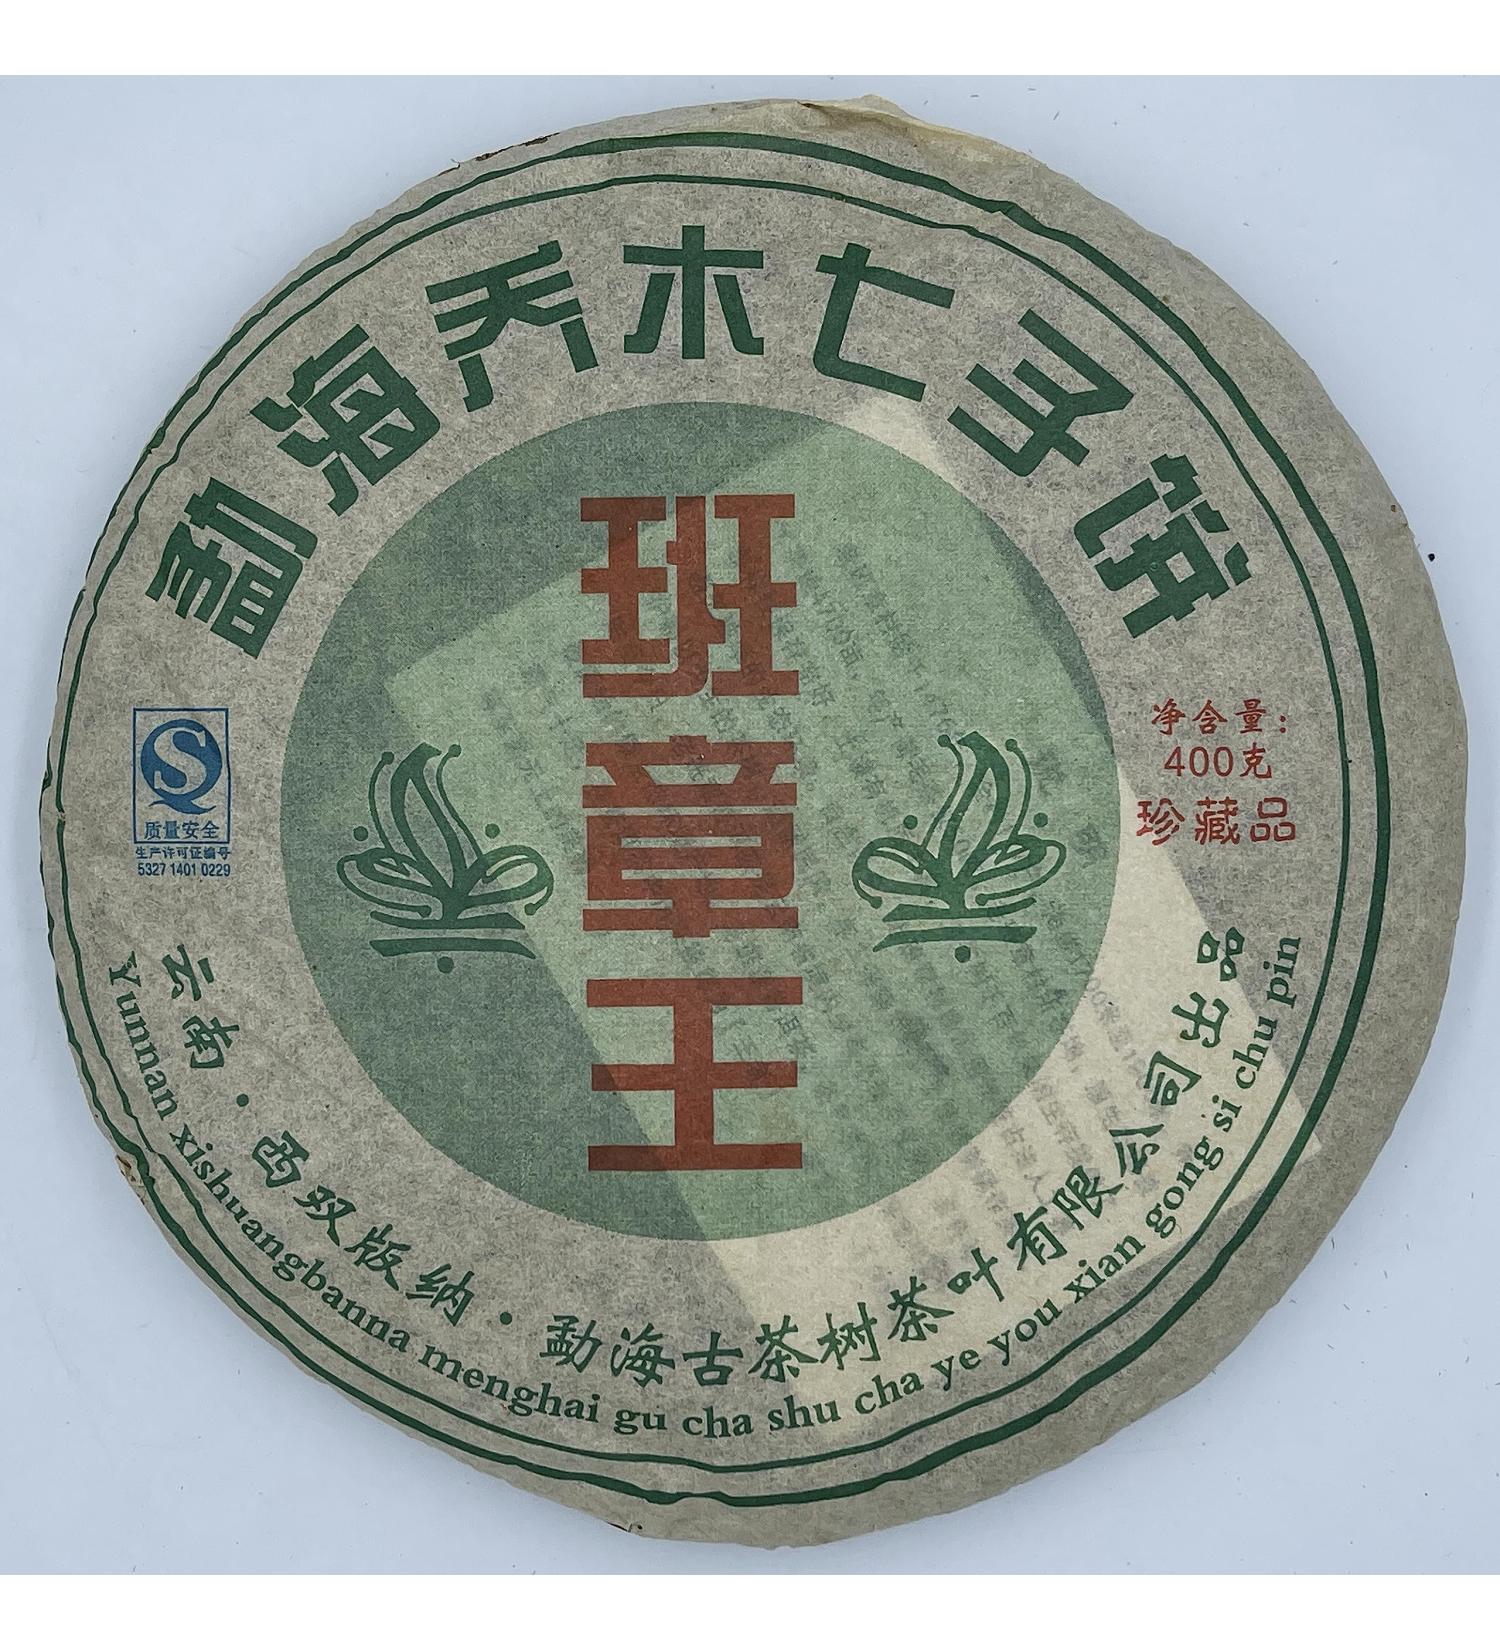 勐海乔木七子饼
班章王
净含量：
400克
珍藏品
质量安全
生产许可证编号
5327 1401 0229
云南·西双版纳·勐海古茶树茶叶有限公司出品
Yunnan xishuangbanna menghai gu cha shu cha ye you xian gong si chu pin